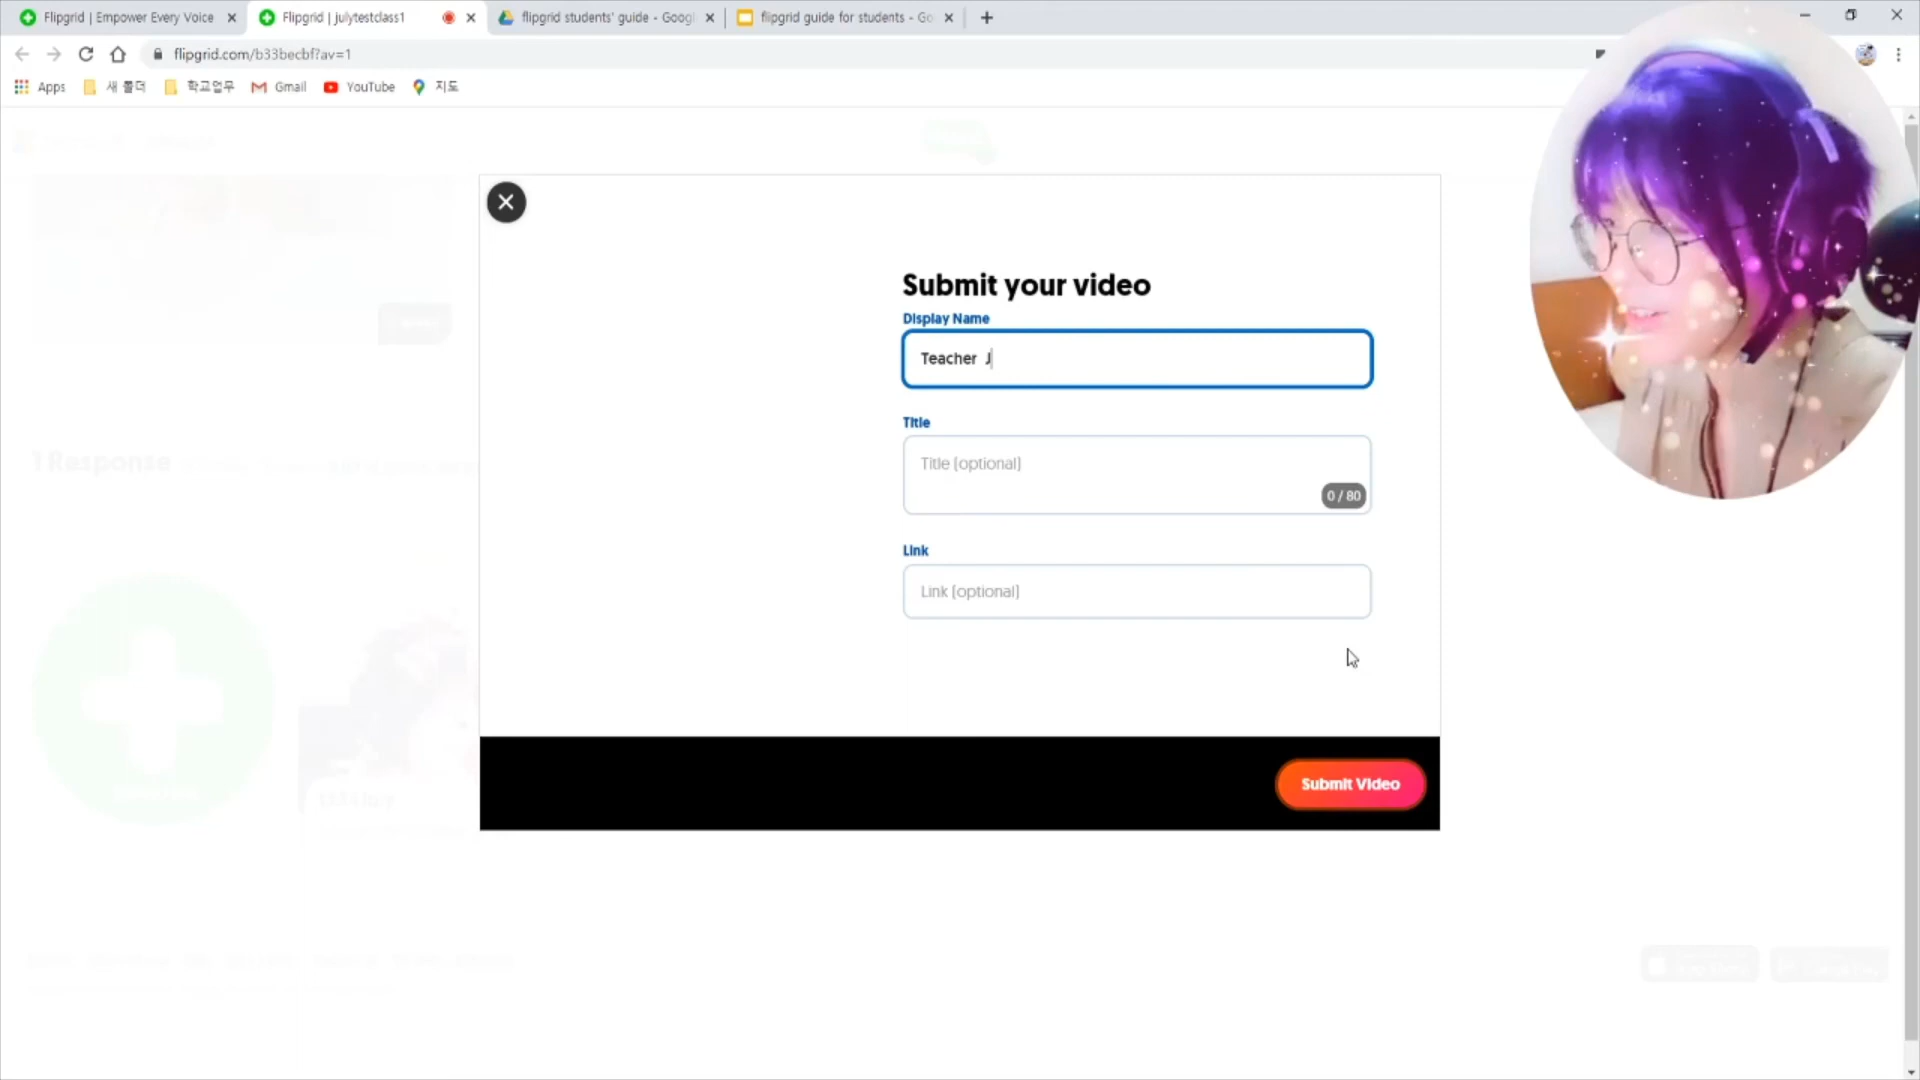 Flipgrid | Empower Every Voice
Flipgrid | julytestclass1
flipgrid students' guide - Googl
flipgrid guide for students - Go
flipgrid.com/b33becbf?av=1
Apps
새 폴더
학교업무
Gmail
YouTube
지도
Submit your video
Display Name
Teacher J
Title
Title (optional)
0 / 80
1 Response
Link
Link (optional)
Submit Video